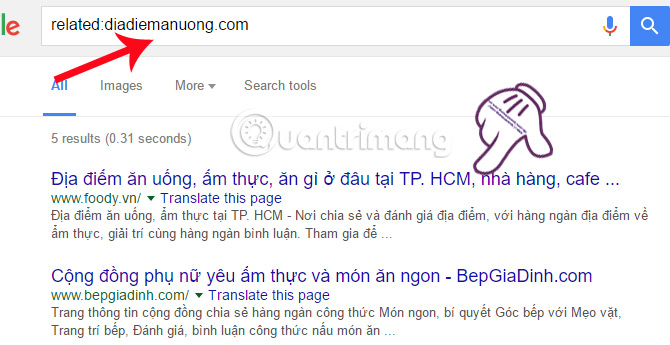 le related:diadiemanuong.com
All Images More Search tools
5 results (0.31 seconds)
Quantrimang
Địa điểm ăn uống, ẩm thực, ăn gì ở đâu tại TP. HCM, nhà hàng, cafe ...
www.foody.vn/ Translate this page
Địa điểm ăn uống, ẩm thực tại TP. HCM - Nơi chia sẻ và đánh giá địa điểm, với hàng ngàn địa điểm về
ẩm thực, giải trí cùng hàng ngàn bình luận. Tham gia để ...
Cộng đồng phụ nữ yêu ẩm thực và món ăn ngon - BepGiaDinh.com
www.bepgiadinh.com/ Translate this page
Trang thông tin cộng đồng chia sẻ hàng ngàn công thức Món ngon, bí quyết Góc bếp với Mẹo vặt,
Trang trí bếp, Đánh giá, bình luận công thức nấu món ăn ...